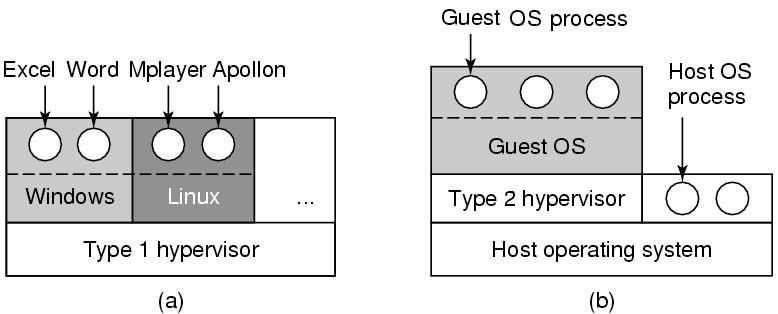 Excel Word Mplayer Apollon
Windows Linux ...
Type 1 hypervisor
(a)
Guest OS process
Host OS
process
Guest OS
Type 2 hypervisor
Host operating system
(b)